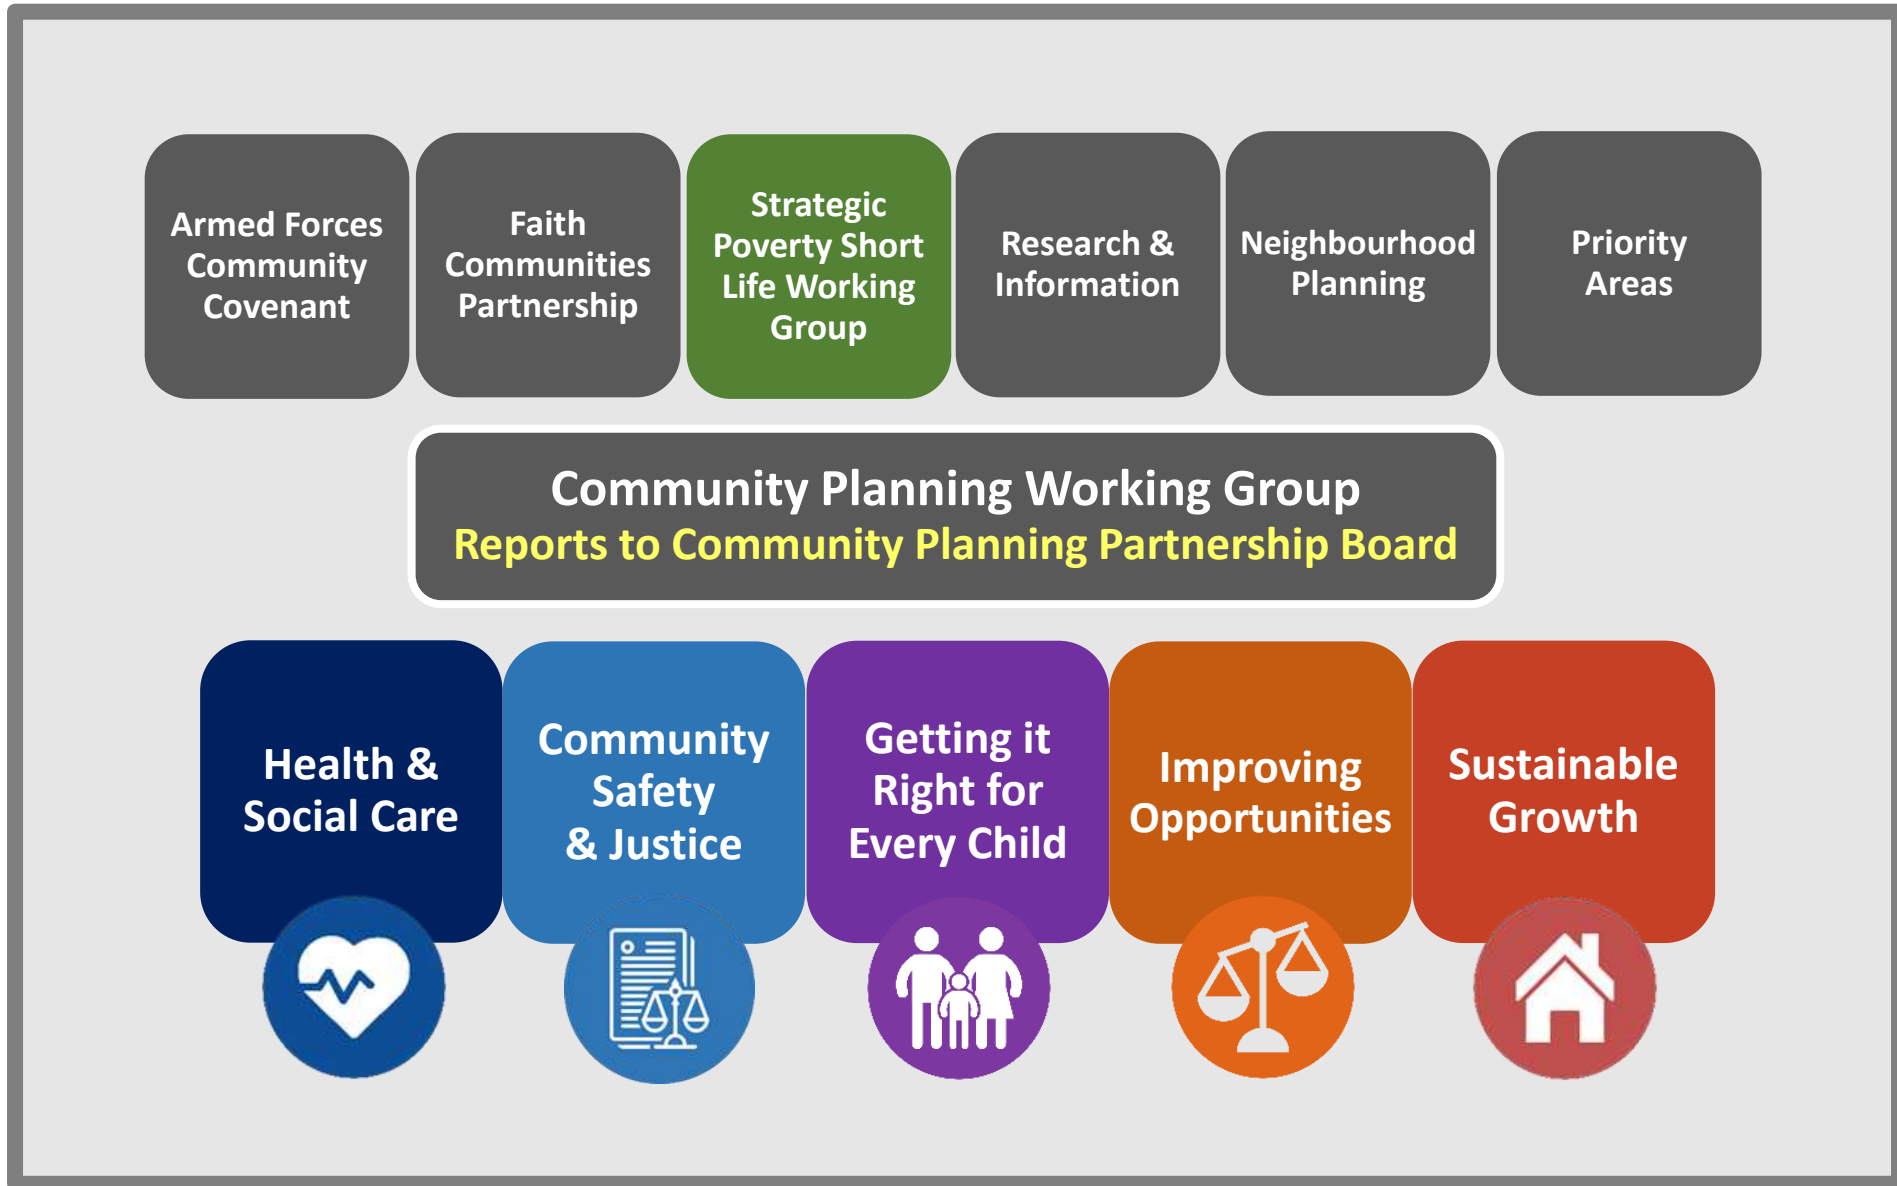 Armed Forces
Community
Covenant
Faith
Communities
Partnership
Strategic
Poverty Short
Life Working
Group
Research &
Information
Neighbourhood
Planning
Priority
Areas
Community Planning Working Group
Reports to Community Planning Partnership Board
Health &
Social Care
Community
Safety
& Justice
Getting it
Right for
Every Child
Improving
Opportunities
Sustainable
Growth